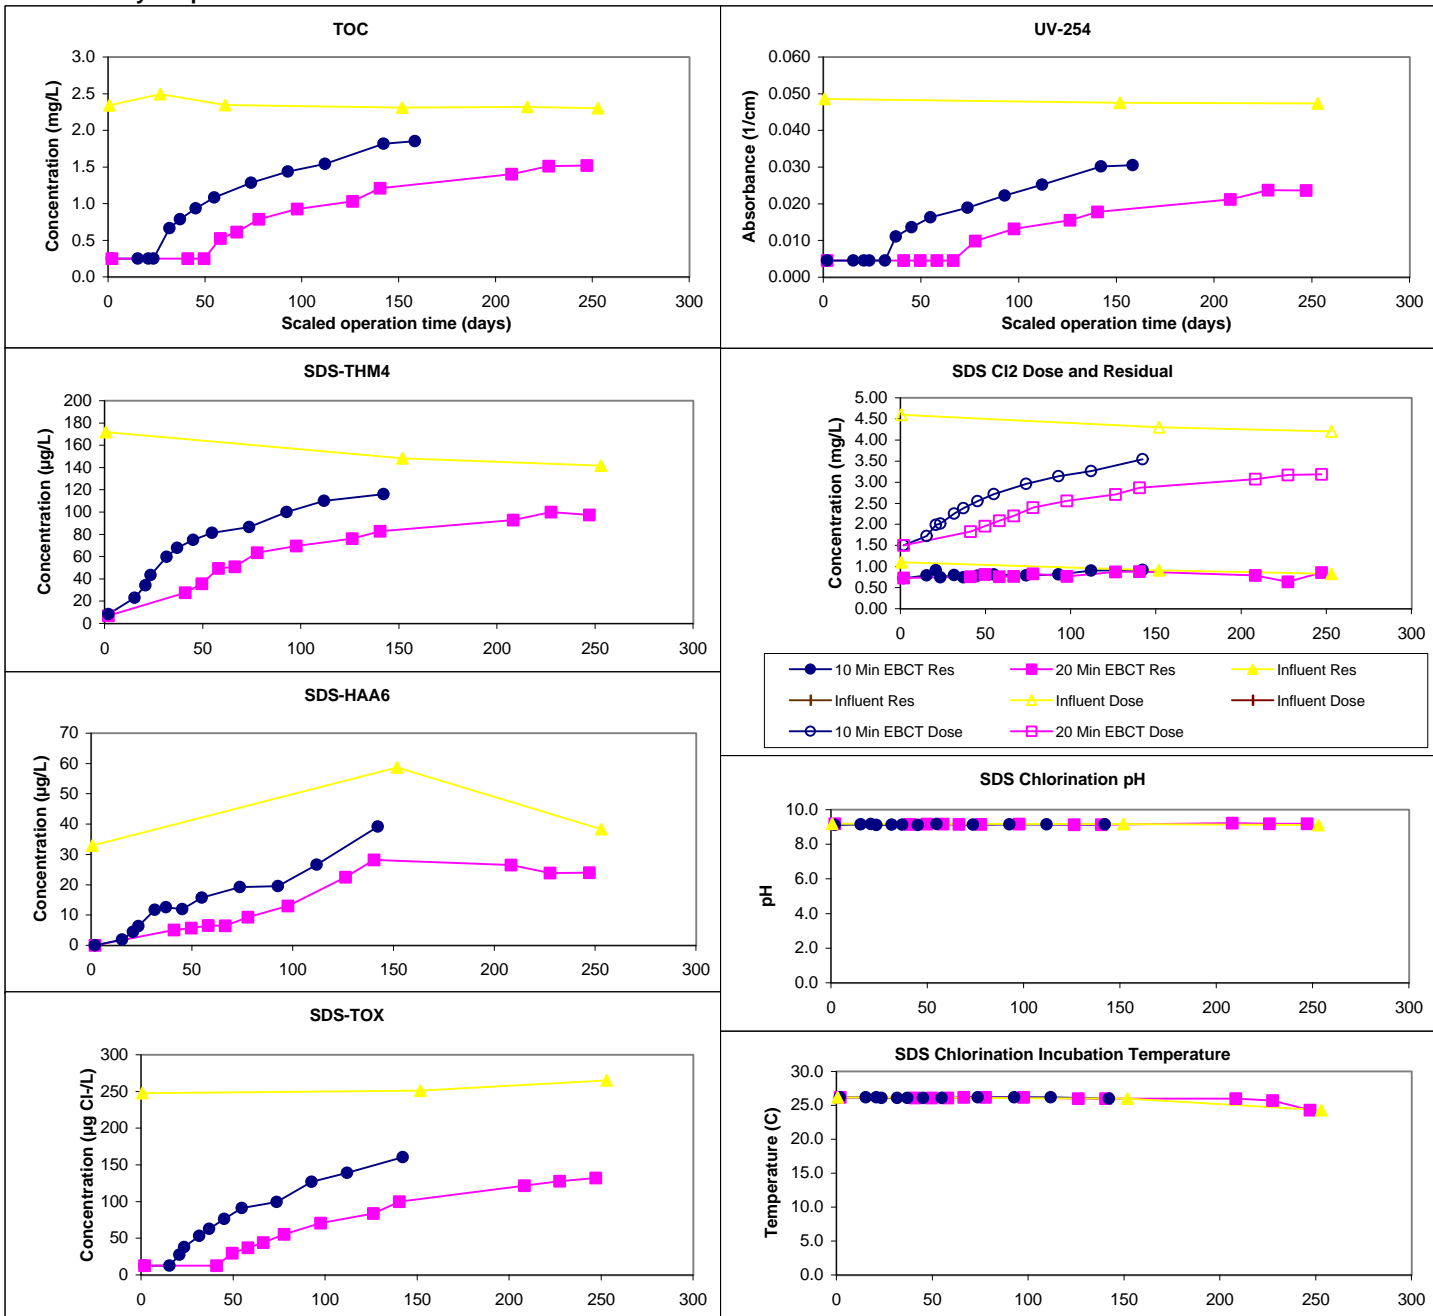 TOC
3.0
2.5
2.0
1.5
1.0
0.5
0.0
Concentration (mg/L)
0 50 100 150 200 250 300
Scaled operation time (days)
UV-254
0.060
0.050
0.040
0.030
0.020
0.010
0.000
Absorbance (1/cm)
0 50 100 150 200 250 300
Scaled operation time (days)
SDS-THM4
200
180
160
140
120
100
80
60
40
20
0
Concentration (µg/L)
0 50 100 150 200 250 300
SDS Cl2 Dose and Residual
5.00
4.50
4.00
3.50
3.00
2.50
2.00
1.50
1.00
0.50
0.00
Concentration (mg/L)
0 50 100 150 200 250 300
10 Min EBCT Res 20 Min EBCT Res Influent Res
Influent Res Influent Dose Influent Dose
10 Min EBCT Dose 20 Min EBCT Dose
SDS-HAA6
70
60
50
40
30
20
10
0
Concentration (µg/L)
0 50 100 150 200 250 300
SDS Chlorination pH
10.0
8.0
6.0
4.0
2.0
0.0
pH
0 50 100 150 200 250 300
SDS-TOX
300
250
200
150
100
50
0
Concentration (µg Cl-/L)
0 50 100 150 200 250 300
SDS Chlorination Incubation Temperature
30.0
25.0
20.0
15.0
10.0
5.0
0.0
Temperature (C)
0 50 100 150 200 250 300